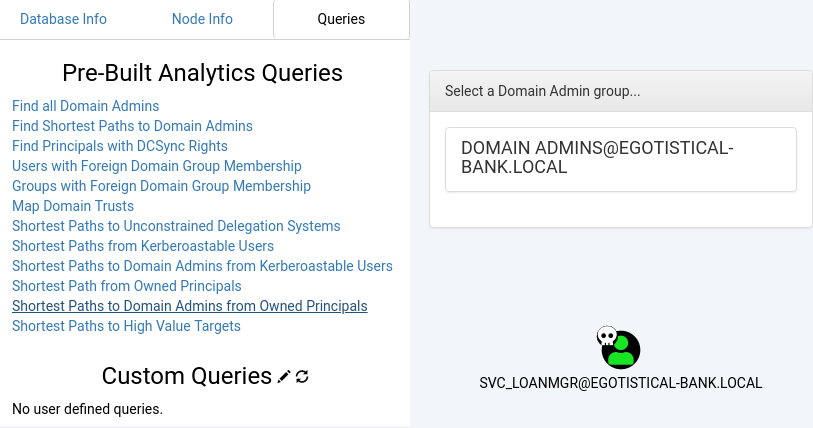 Database Info
Node Info
Queries
Pre-Built Analytics Queries
Find all Domain Admins
Find Shortest Paths to Domain Admins
Find Principals with DCSync Rights
Users with Foreign Domain Group Membership
Groups with Foreign Domain Group Membership
Map Domain Trusts
Shortest Paths to Unconstrained Delegation Systems
Shortest Paths from Kerberoastable Users
Shortest Paths to Domain Admins from Kerberoastable Users
Shortest Path from Owned Principals
Shortest Paths to Domain Admins from Owned Principals
Shortest Paths to High Value Targets
Custom Queries
No user defined queries.
Select a Domain Admin group...
DOMAIN ADMINS@EGOTISTICAL-
BANK.LOCAL
SVC_LOANMGR@EGOTISTICAL-BANK.LOCAL